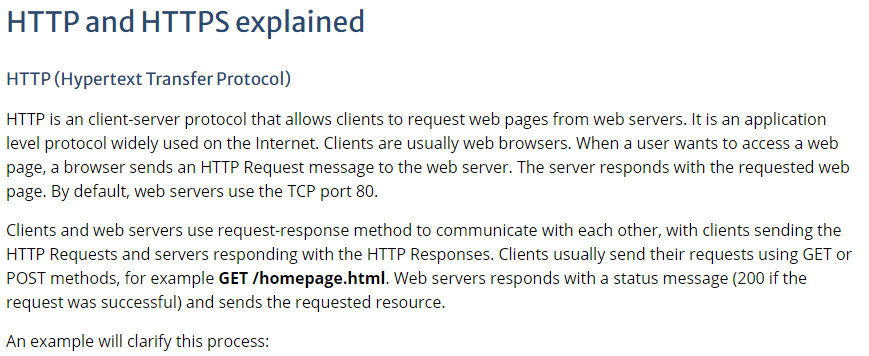 HTTP and HTTPS explained
HTTP (Hypertext Transfer Protocol)
HTTP is an client-server protocol that allows clients to request web pages from web servers. It is an application
level protocol widely used on the Internet. Clients are usually web browsers. When a user wants to access a web
page, a browser sends an HTTP Request message to the web server. The server responds with the requested web
page. By default, web servers use the TCP port 80.
Clients and web servers use request-response method to communicate with each other, with clients sending the
HTTP Requests and servers responding with the HTTP Responses. Clients usually send their requests using GET or
POST methods, for example GET /homepage.html. Web servers responds with a status message (200 if the
request was successful) and sends the requested resource.
An example will clarify this process: